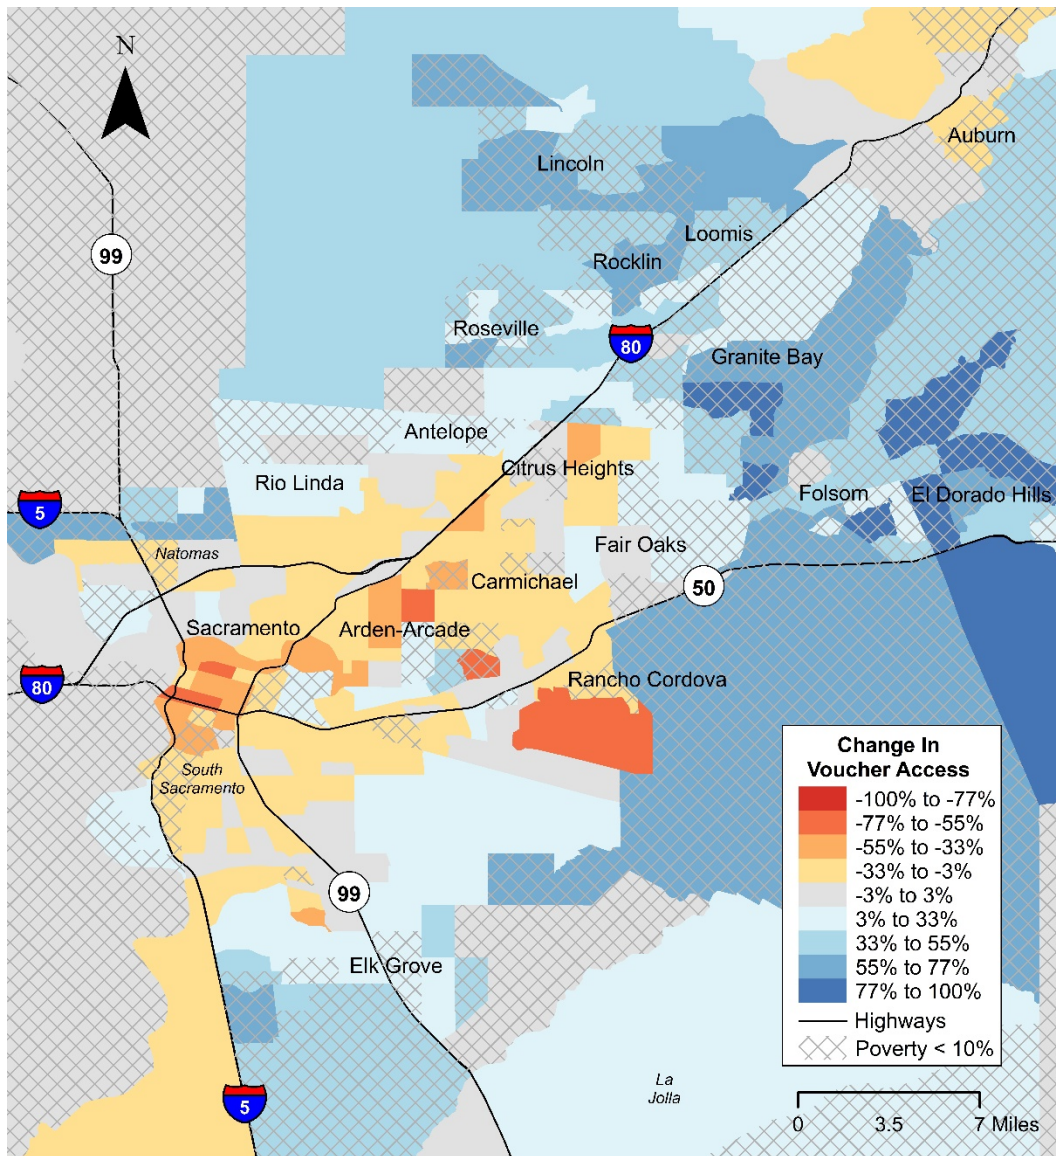 N
Auburn
Lincoln
Loomis
99
Rocklin
Roseville
80
Granite Bay
Antelope
Citrus Heights
Rio Linda
Folsom
El Dorado Hills
5
Natomas
Fair Oaks
Carmichael
50
Sacramento
Arden-Arcade
80
Rancho Cordova
South
Sacramento
99
Elk Grove
La
Jolla
5
Change In
Voucher Access
-100% to -77%
-77% to -55%
-55% to -33%
-33% to -3%
-3% to 3%
3% to 33%
33% to 55%
55% to 77%
77% to 100%
Highways
Poverty < 10%
0 3.5 7 Miles